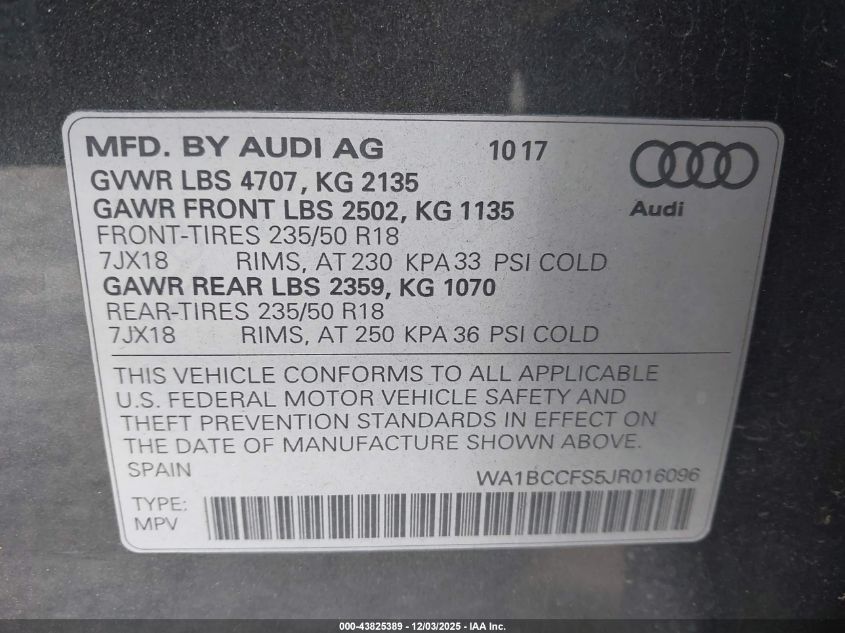 MFD. BY AUDI AG 10 17
GVWR LBS 4707, KG 2135
GAWR FRONT LBS 2502, KG 1135
Audi
FRONT-TIRES 235/50 R18
7JX18 RIMS, AT 230 KPA 33 PSI COLD
GAWR REAR LBS 2359, KG 1070
REAR-TIRES 235/50 R18
7JX18 RIMS, AT 250 KPA 36 PSI COLD
THIS VEHICLE CONFORMS TO ALL APPLICABLE
U.S. FEDERAL MOTOR VEHICLE SAFETY AND
THEFT PREVENTION STANDARDS IN EFFECT ON
THE DATE OF MANUFACTURE SHOWN ABOVE.
SPAIN WA1BCCFS5JR016096
TYPE:
MPV
000-43825389 - 12/03/2025 - IAA Inc.